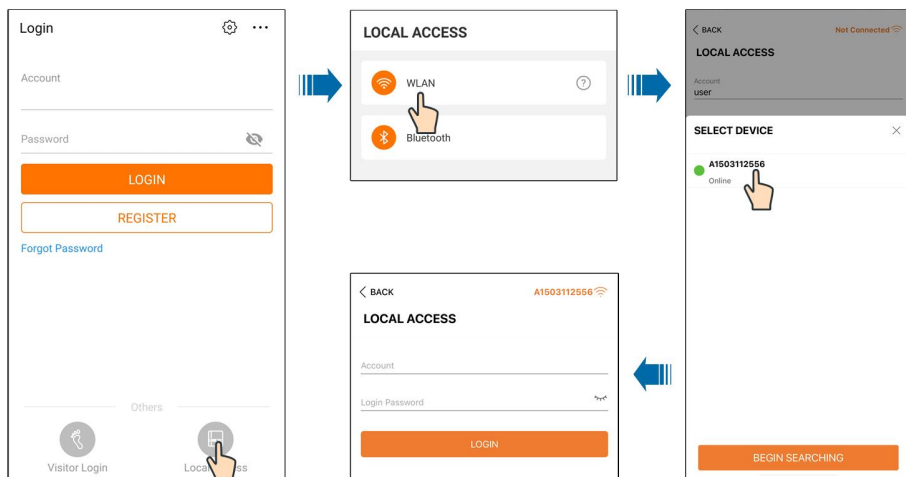 Login
Account
Password
LOGIN
REGISTER
Forgot Password
Others
Visitor Login
LOCAL ACCESS
WLAN
?
Bluetooth
BACK
Not Connected
LOCAL ACCESS
Account
user
SELECT DEVICE
A1503112556
Online
BEGIN SEARCHING
BACK
A1503112556
LOCAL ACCESS
Account
Login Password
LOGIN